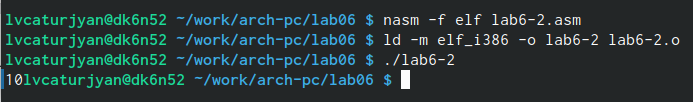 lvcaturjyan@dk6n52 ~/work/arch-pc/lab06 $ nasm -f elf lab6-2.asm
lvcaturjyan@dk6n52 ~/work/arch-pc/lab06 $ ld -m elf_i386 -o lab6-2 lab6-2.o
lvcaturjyan@dk6n52 ~/work/arch-pc/lab06 $ ./lab6-2
10lvcaturjyan@dk6n52 ~/work/arch-pc/lab06 $